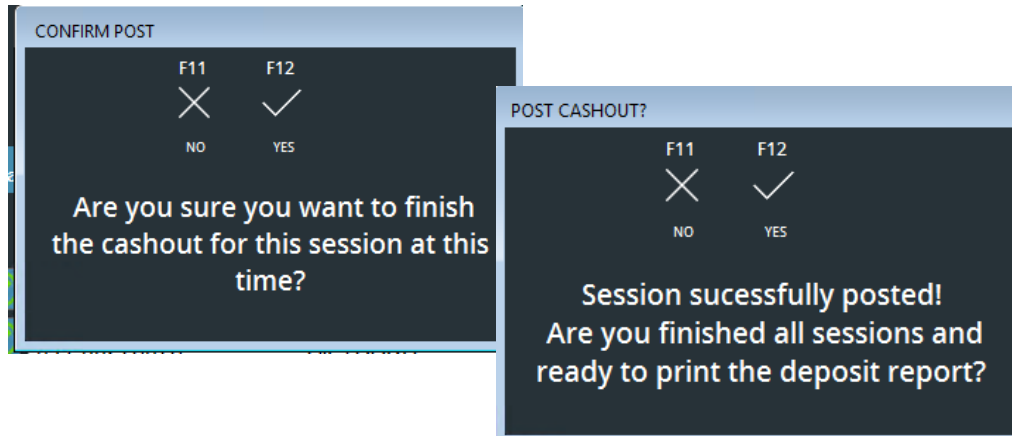 CONFIRM POST
F11 F12
NO YES
Are you sure you want to finish
the cashout for this session at this
time?
POST CASHOUT?
F11 F12
NO YES
Session sucessfully posted!
Are you finished all sessions and
ready to print the deposit report?